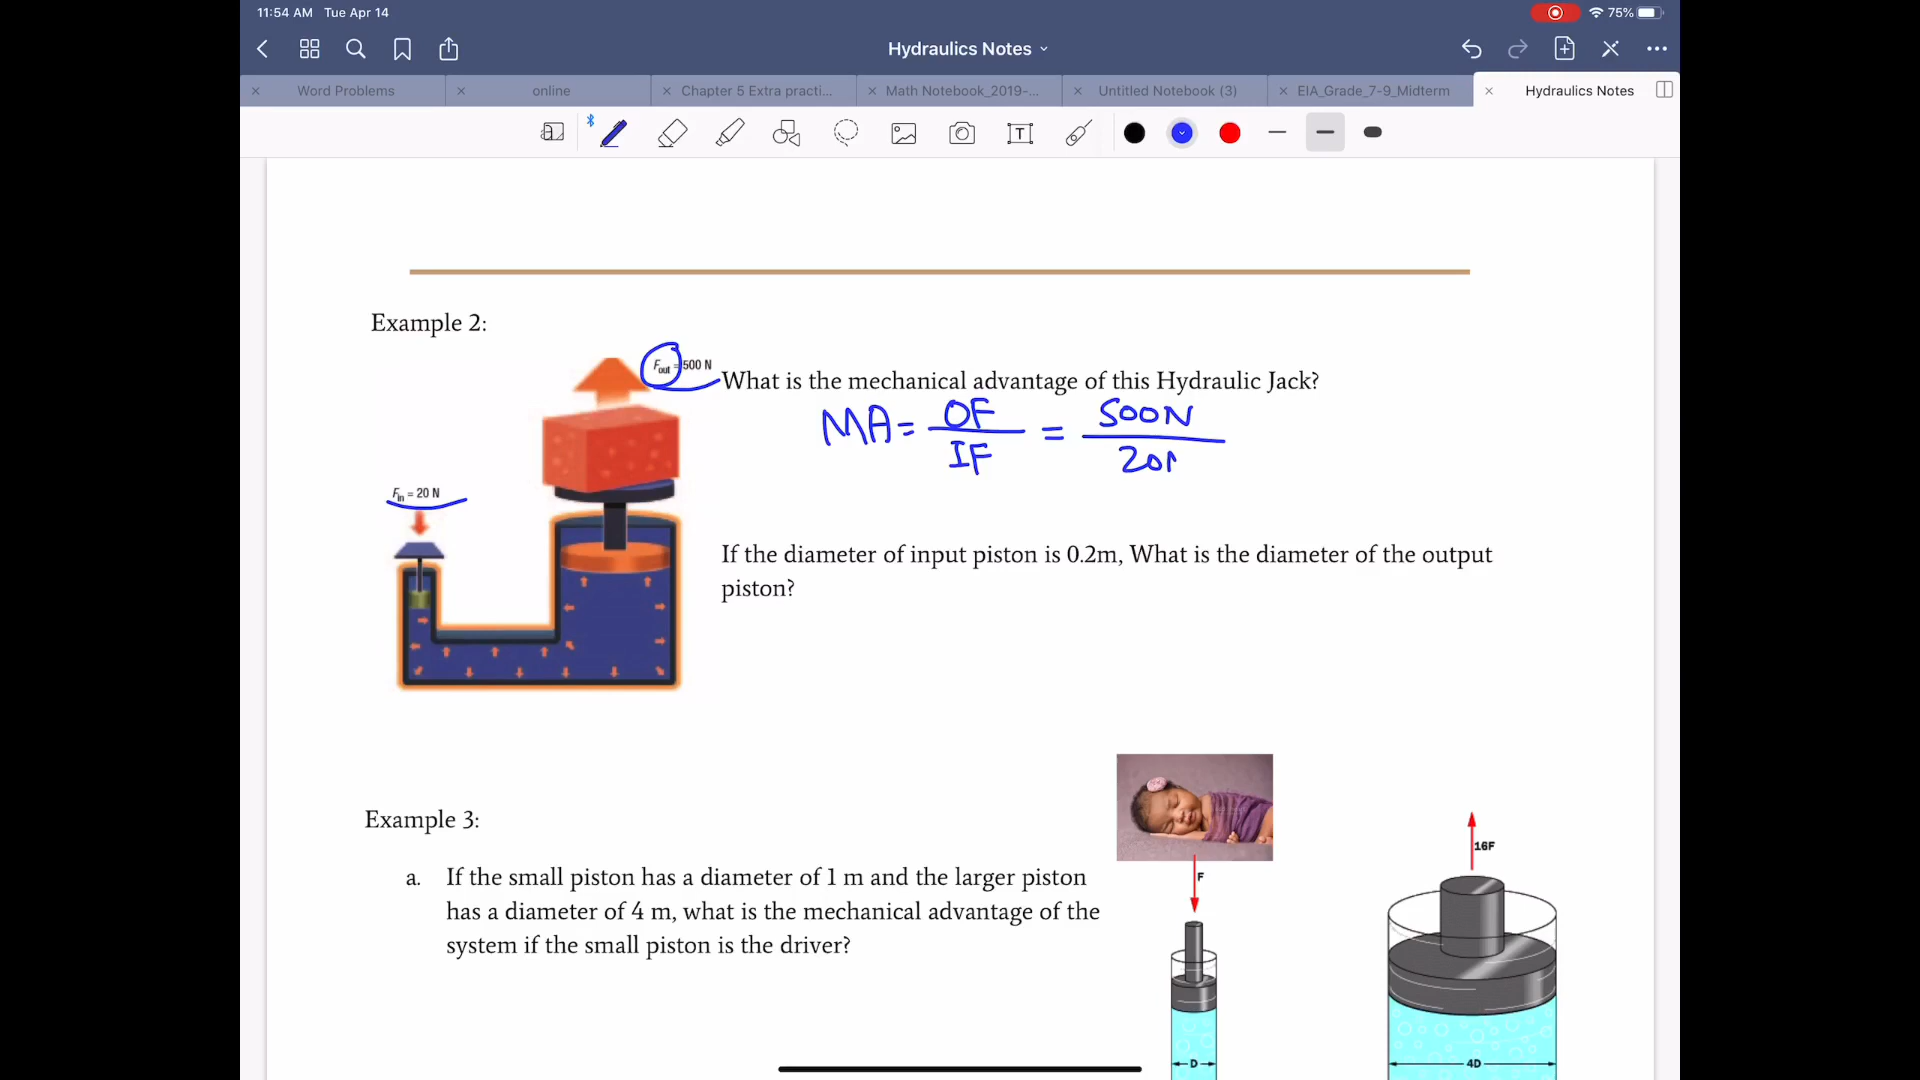 11:54 AM Tue Apr 14
75%
Hydraulics Notes
Word Problems
online
Chapter 5 Extra practi...
Math Notebook_2019-...
Untitled Notebook (3)
EIA_Grade_7-9_Midterm
Hydraulics Notes
Example 2:
Fout = 500 N
What is the mechanical advantage of this Hydraulic Jack?
MA = OF / IF = 500N / 20
Fin = 20 N
If the diameter of input piston is 0.2m, What is the diameter of the output
piston?
Example 3:
16F
a. If the small piston has a diameter of 1 m and the larger piston
F
has a diameter of 4 m, what is the mechanical advantage of the
system if the small piston is the driver?
D
4D